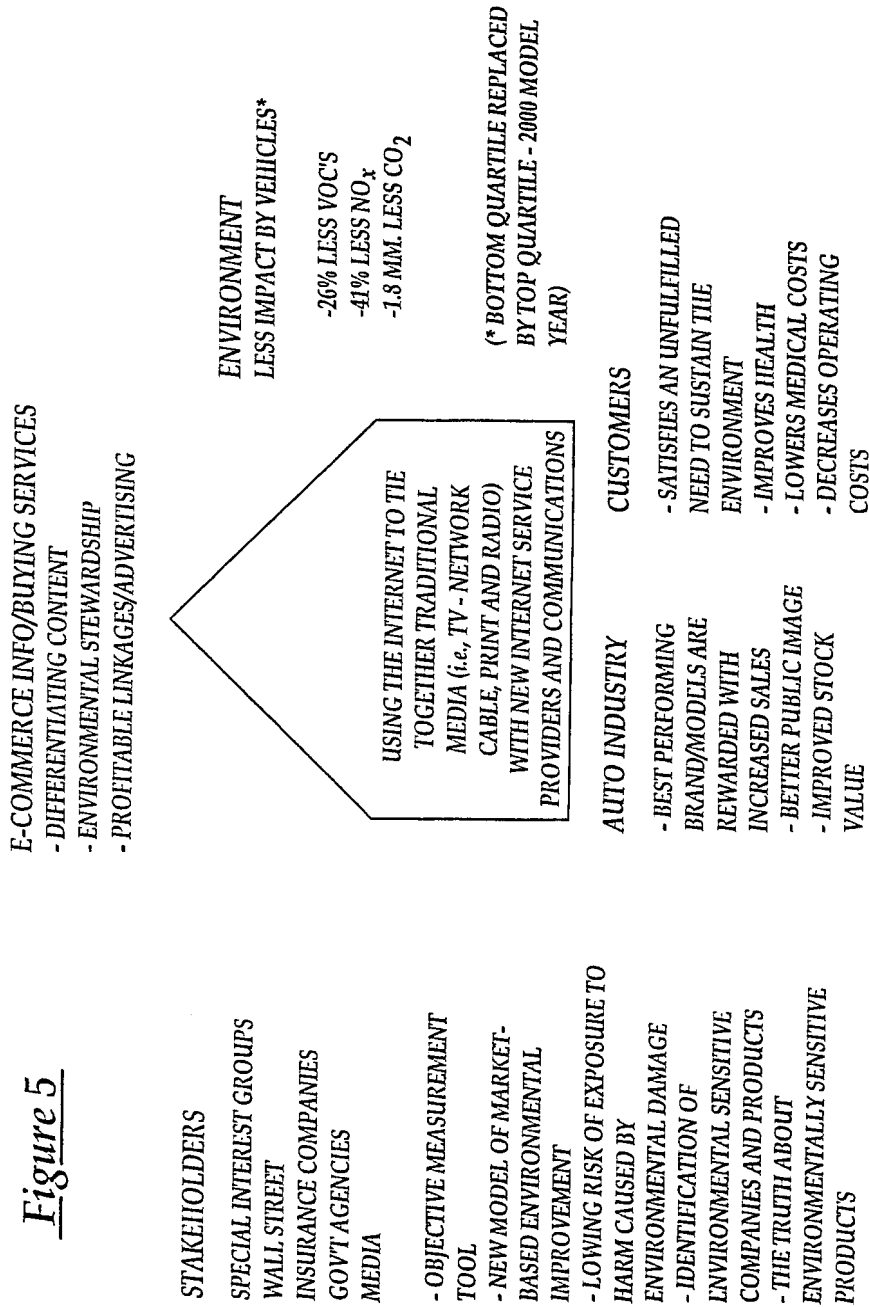 Figure 5
E-COMMERCE INFO/BUYING SERVICES
- DIFFERENTIATING CONTENT
- ENVIRONMENTAL STEWARDSHIP
- PROFITABLE LINKAGES/ADVERTISING
STAKEHOLDERS
SPECIAL INTEREST GROUPS
WALL STREET
INSURANCE COMPANIES
GOV'T AGENCIES
MEDIA
- OBJECTIVE MEASUREMENT
TOOL
- NEW MODEL OF MARKET-
BASED ENVIRONMENTAL
IMPROVEMENT
- LOWING RISK OF EXPOSURE TO
HARM CAUSED BY
ENVIRONMENTAL DAMAGE
- IDENTIFICATION OF
ENVIRONMENTAL SENSITIVE
COMPANIES AND PRODUCTS
- THE TRUTH ABOUT
ENVIRONMENTALLY SENSITIVE
PRODUCTS
USING THE INTERNET TO TIE
TOGETHER TRADITIONAL
MEDIA (i.e., TV - NETWORK
CABLE, PRINT AND RADIO)
WITH NEW INTERNET SERVICE
PROVIDERS AND COMMUNICATIONS
ENVIRONMENT
LESS IMPACT BY VEHICLES*
-26% LESS VOC'S
-41% LESS NOx
-1.8 MM. LESS CO2
(* BOTTOM QUARTILE REPLACED
BY TOP QUARTILE - 2000 MODEL
YEAR)
AUTO INDUSTRY
- BEST PERFORMING
BRAND/MODELS ARE
REWARDED WITH
INCREASED SALES
- BETTER PUBLIC IMAGE
- IMPROVED STOCK
VALUE
CUSTOMERS
- SATISFIES AN UNFULFILLED
NEED TO SUSTAIN THE
ENVIRONMENT
- IMPROVES HEALTH
- LOWERS MEDICAL COSTS
- DECREASES OPERATING
COSTS